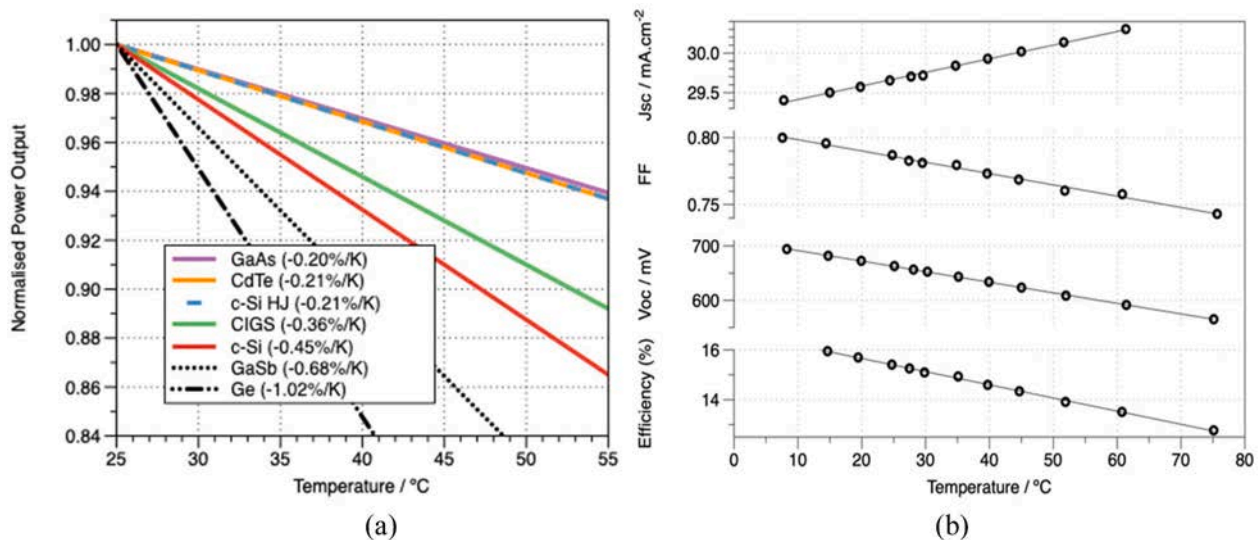 Normalised Power Output
1.00
0.98
0.96
0.94
0.92
0.90
0.88
0.86
0.84
GaAs (-0.20%/K)
CdTe (-0.21%/K)
c-Si HJ (-0.21%/K)
CIGS (-0.36%/K)
c-Si (-0.45%/K)
GaSb (-0.68%/K)
Ge (-1.02%/K)
25 30 35 40 45 50 55
Temperature / °C
(a)
Jsc / mA.cm-2
30.0
29.5
FF
0.80
0.75
Voc / mV
700
600
Efficiency (%)
16
14
0 10 20 30 40 50 60 70 80
Temperature / °C
(b)